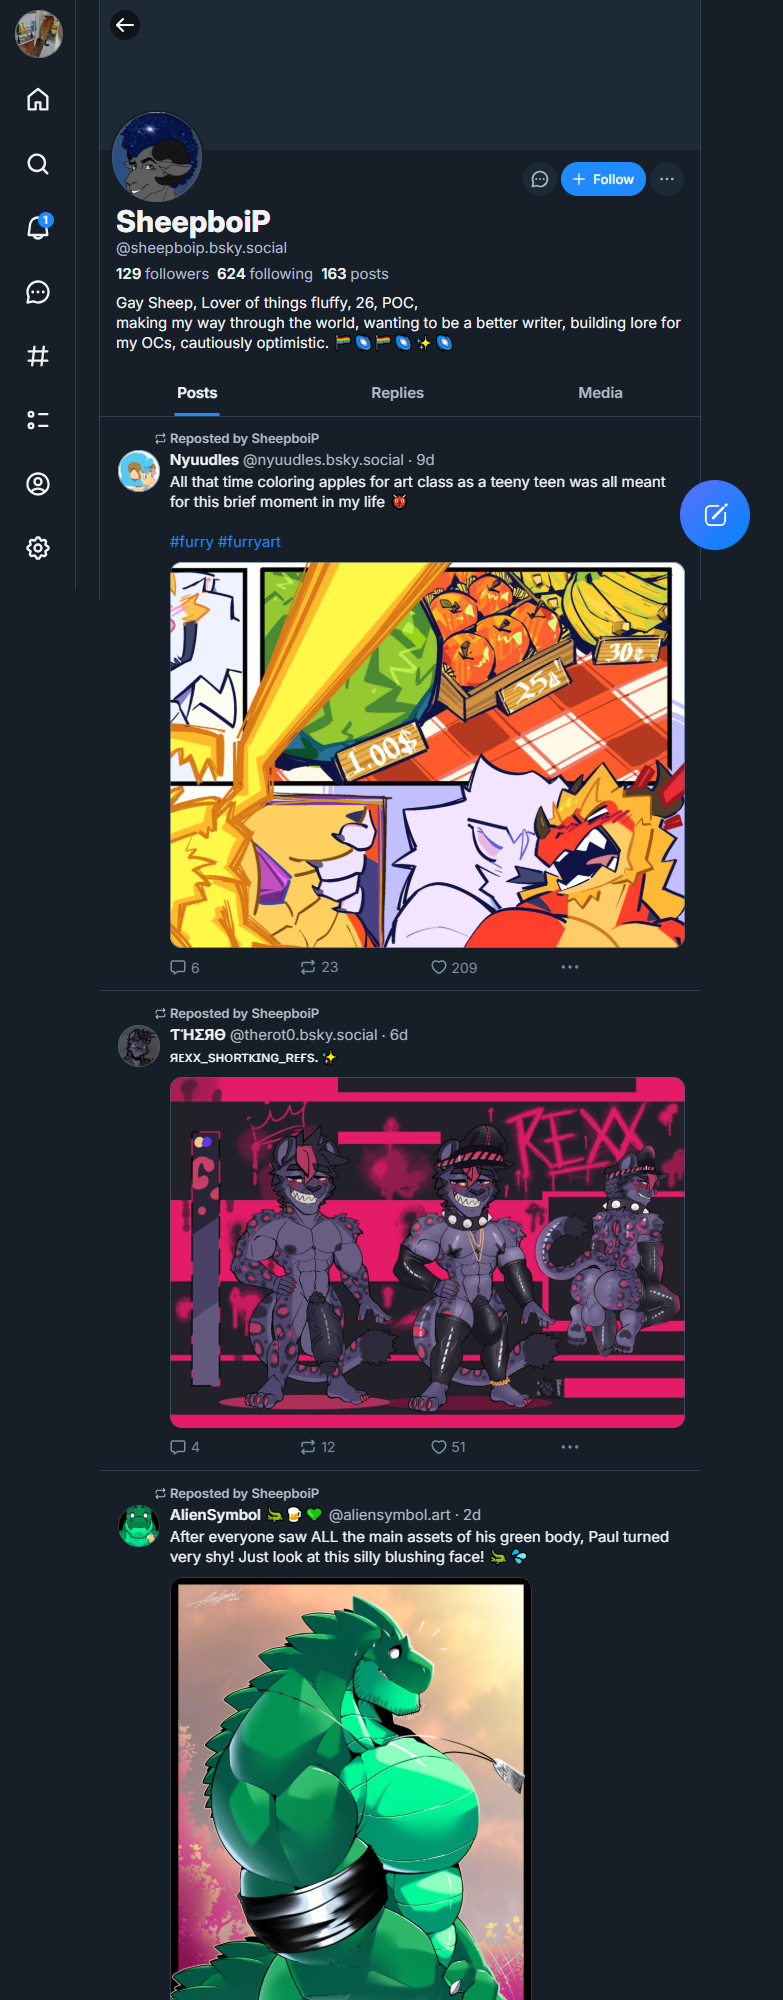 1
Follow
SheepboiP
@sheepboip.bsky.social
129 followers 624 following 163 posts
Gay Sheep, Lover of things fluffy, 26, POC,
making my way through the world, wanting to be a better writer, building lore for
my OCs, cautiously optimistic. 🏳️‍🌈🌌🏳️‍🌈🌌✨🌌
Posts Replies Media
Reposted by SheepboiP
Nyuudles @nyuudles.bsky.social · 9d
All that time coloring apples for art class as a teeny teen was all meant
for this brief moment in my life 👹
#furry #furryart
30¢
25¢
1.00$
6 23 209
Reposted by SheepboiP
@therot0.bsky.social · 6d
ЯEXX_SHORTKING_REFS. ✨
REXX
4 12 51
Reposted by SheepboiP
AlienSymbol 🐊🍺💚 @aliensymbol.art · 2d
After everyone saw ALL the main assets of his green body, Paul turned
very shy! Just look at this silly blushing face! 🐊💦